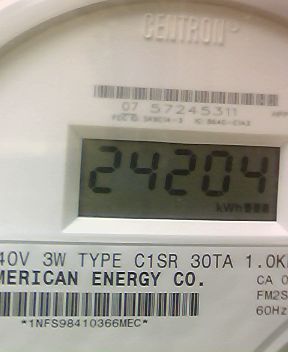 CENTRON
07 57245311
24204
kWh
40V 3W TYPE C1SR 30TA 1.0K
MERICAN ENERGY CO.
CA 0
FM2S
60Hz
*1NFS98410366MEC*